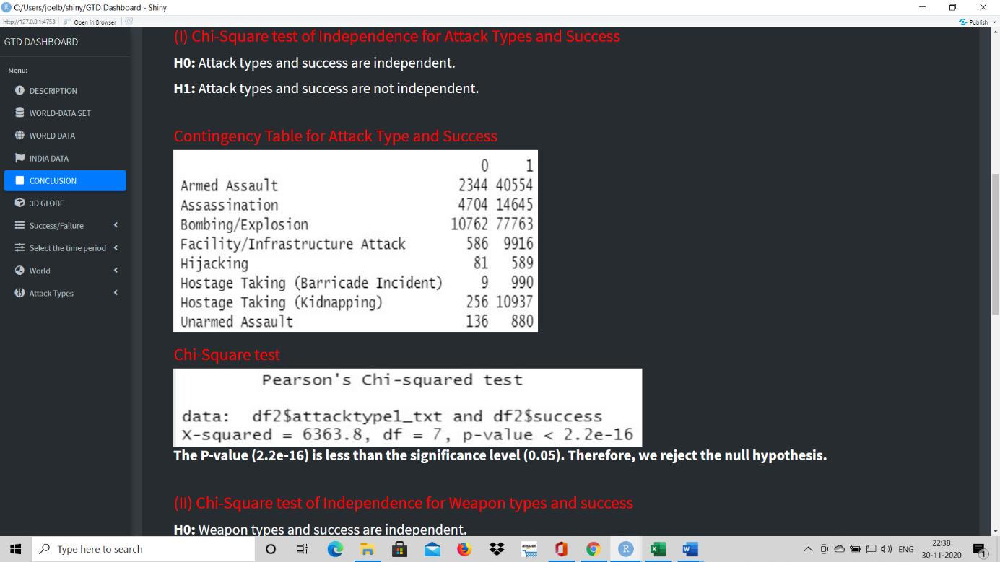 C:/Users/joelb/shiny/GTD Dashboard - Shiny
http://127.0.0.1:4753 Open in Browser Publish
GTD DASHBOARD
Menu:
DESCRIPTION
WORLD-DATA SET
WORLD DATA
INDIA DATA
CONCLUSION
3D GLOBE
Success/Failure
Select the time period
World
Attack Types
(I) Chi-Square test of Independence for Attack Types and Success
H0: Attack types and success are independent.
H1: Attack types and success are not independent.
Contingency Table for Attack Type and Success
0 1
Armed Assault 2344 40554
Assassination 4704 14645
Bombing/Explosion 10762 77763
Facility/Infrastructure Attack 586 9916
Hijacking 81 589
Hostage Taking (Barricade Incident) 9 990
Hostage Taking (Kidnapping) 256 10937
Unarmed Assault 136 880
Chi-Square test
Pearson's Chi-squared test
data: df2$attacktype1_txt and df2$success
X-squared = 6363.8, df = 7, p-value < 2.2e-16
The P-value (2.2e-16) is less than the significance level (0.05). Therefore, we reject the null hypothesis.
(II) Chi-Square test of Independence for Weapon types and success
H0: Weapon types and success are independent.
Type here to search
amazon
ENG
22:38
30-11-2020
1